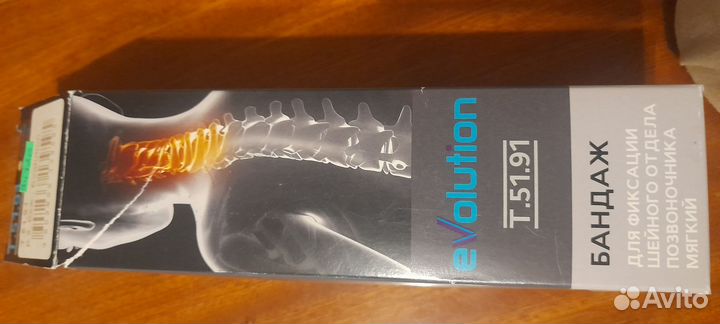 evolution
T.51.91
БАНДАЖ
ДЛЯ ФИКСАЦИИ
ШЕЙНОГО ОТДЕЛА
ПОЗВОНОЧНИКА
МЯГКИЙ
Avito